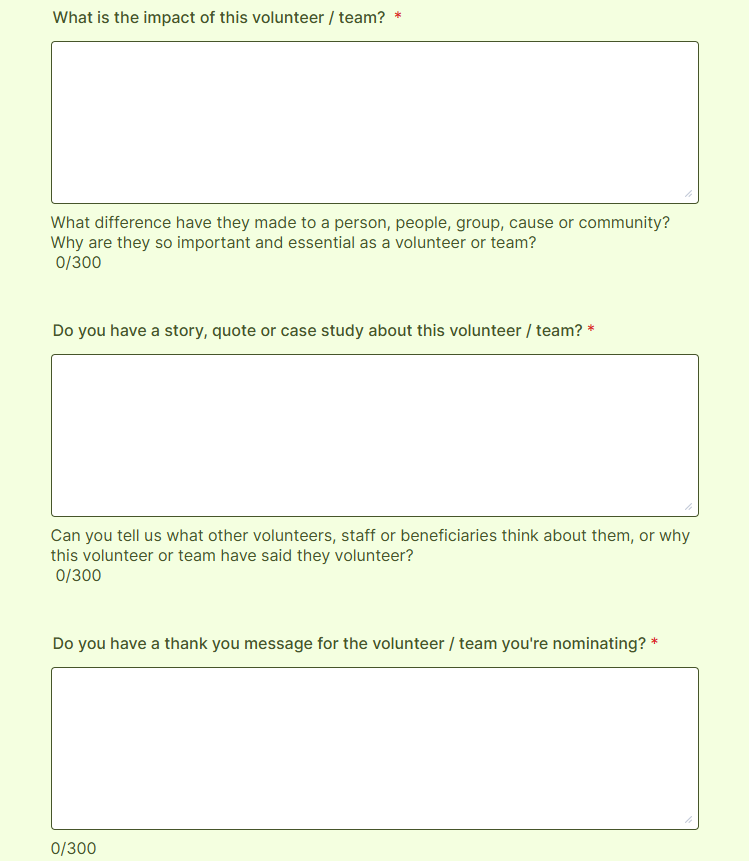 What is the impact of this volunteer / team? *
What difference have they made to a person, people, group, cause or community?
Why are they so important and essential as a volunteer or team?
0/300
Do you have a story, quote or case study about this volunteer / team? *
Can you tell us what other volunteers, staff or beneficiaries think about them, or why
this volunteer or team have said they volunteer?
0/300
Do you have a thank you message for the volunteer / team you're nominating? *
0/300